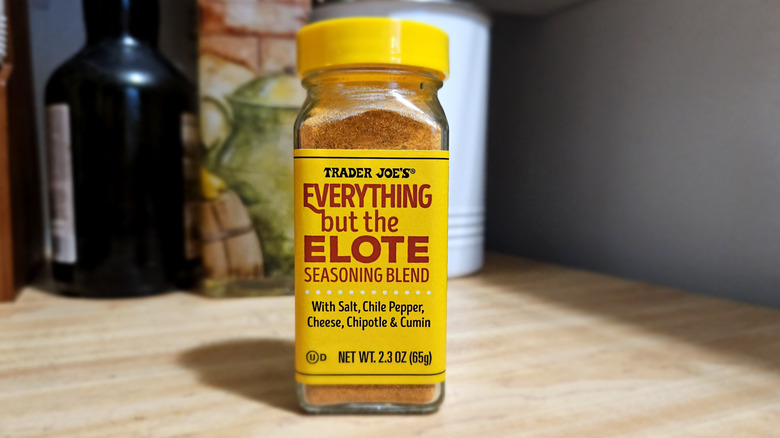 TRADER JOE'S®
EVERYTHING
but the
ELOTE
SEASONING BLEND
With Salt, Chile Pepper,
Cheese, Chipotle & Cumin
Ⓤ D NET WT. 2.3 OZ (65g)